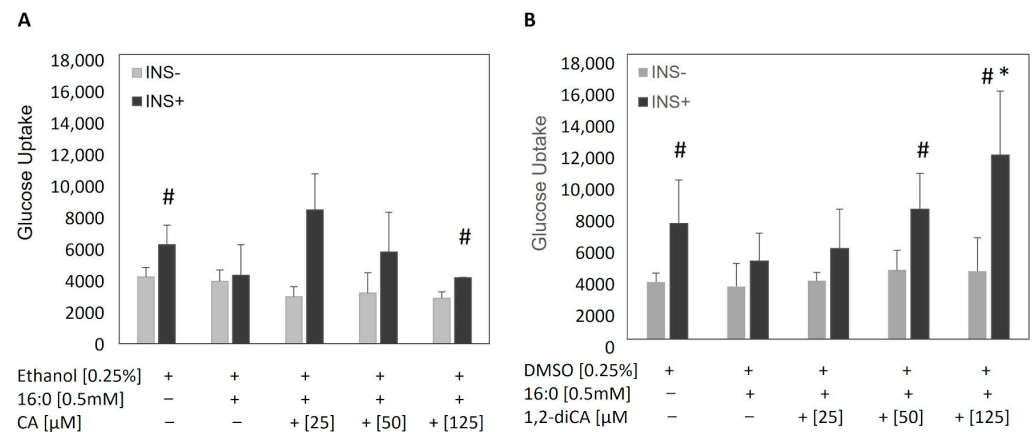 A
18,000
16,000
14,000
12,000
10,000
8000
6000
4000
2000
0
Glucose Uptake
INS-
INS+
#
#
Ethanol [0.25%] + + + + +
16:0 [0.5mM] – + + + +
CA [µM] – – + [25] + [50] + [125]
B
18,000
16,000
14,000
12,000
10,000
8000
6000
4000
2000
0
Glucose Uptake
INS-
INS+
#
#
# *
DMSO [0.25%] + + + + +
16:0 [0.5mM] – + + + +
1,2-diCA [µM – – + [25] + [50] + [125]